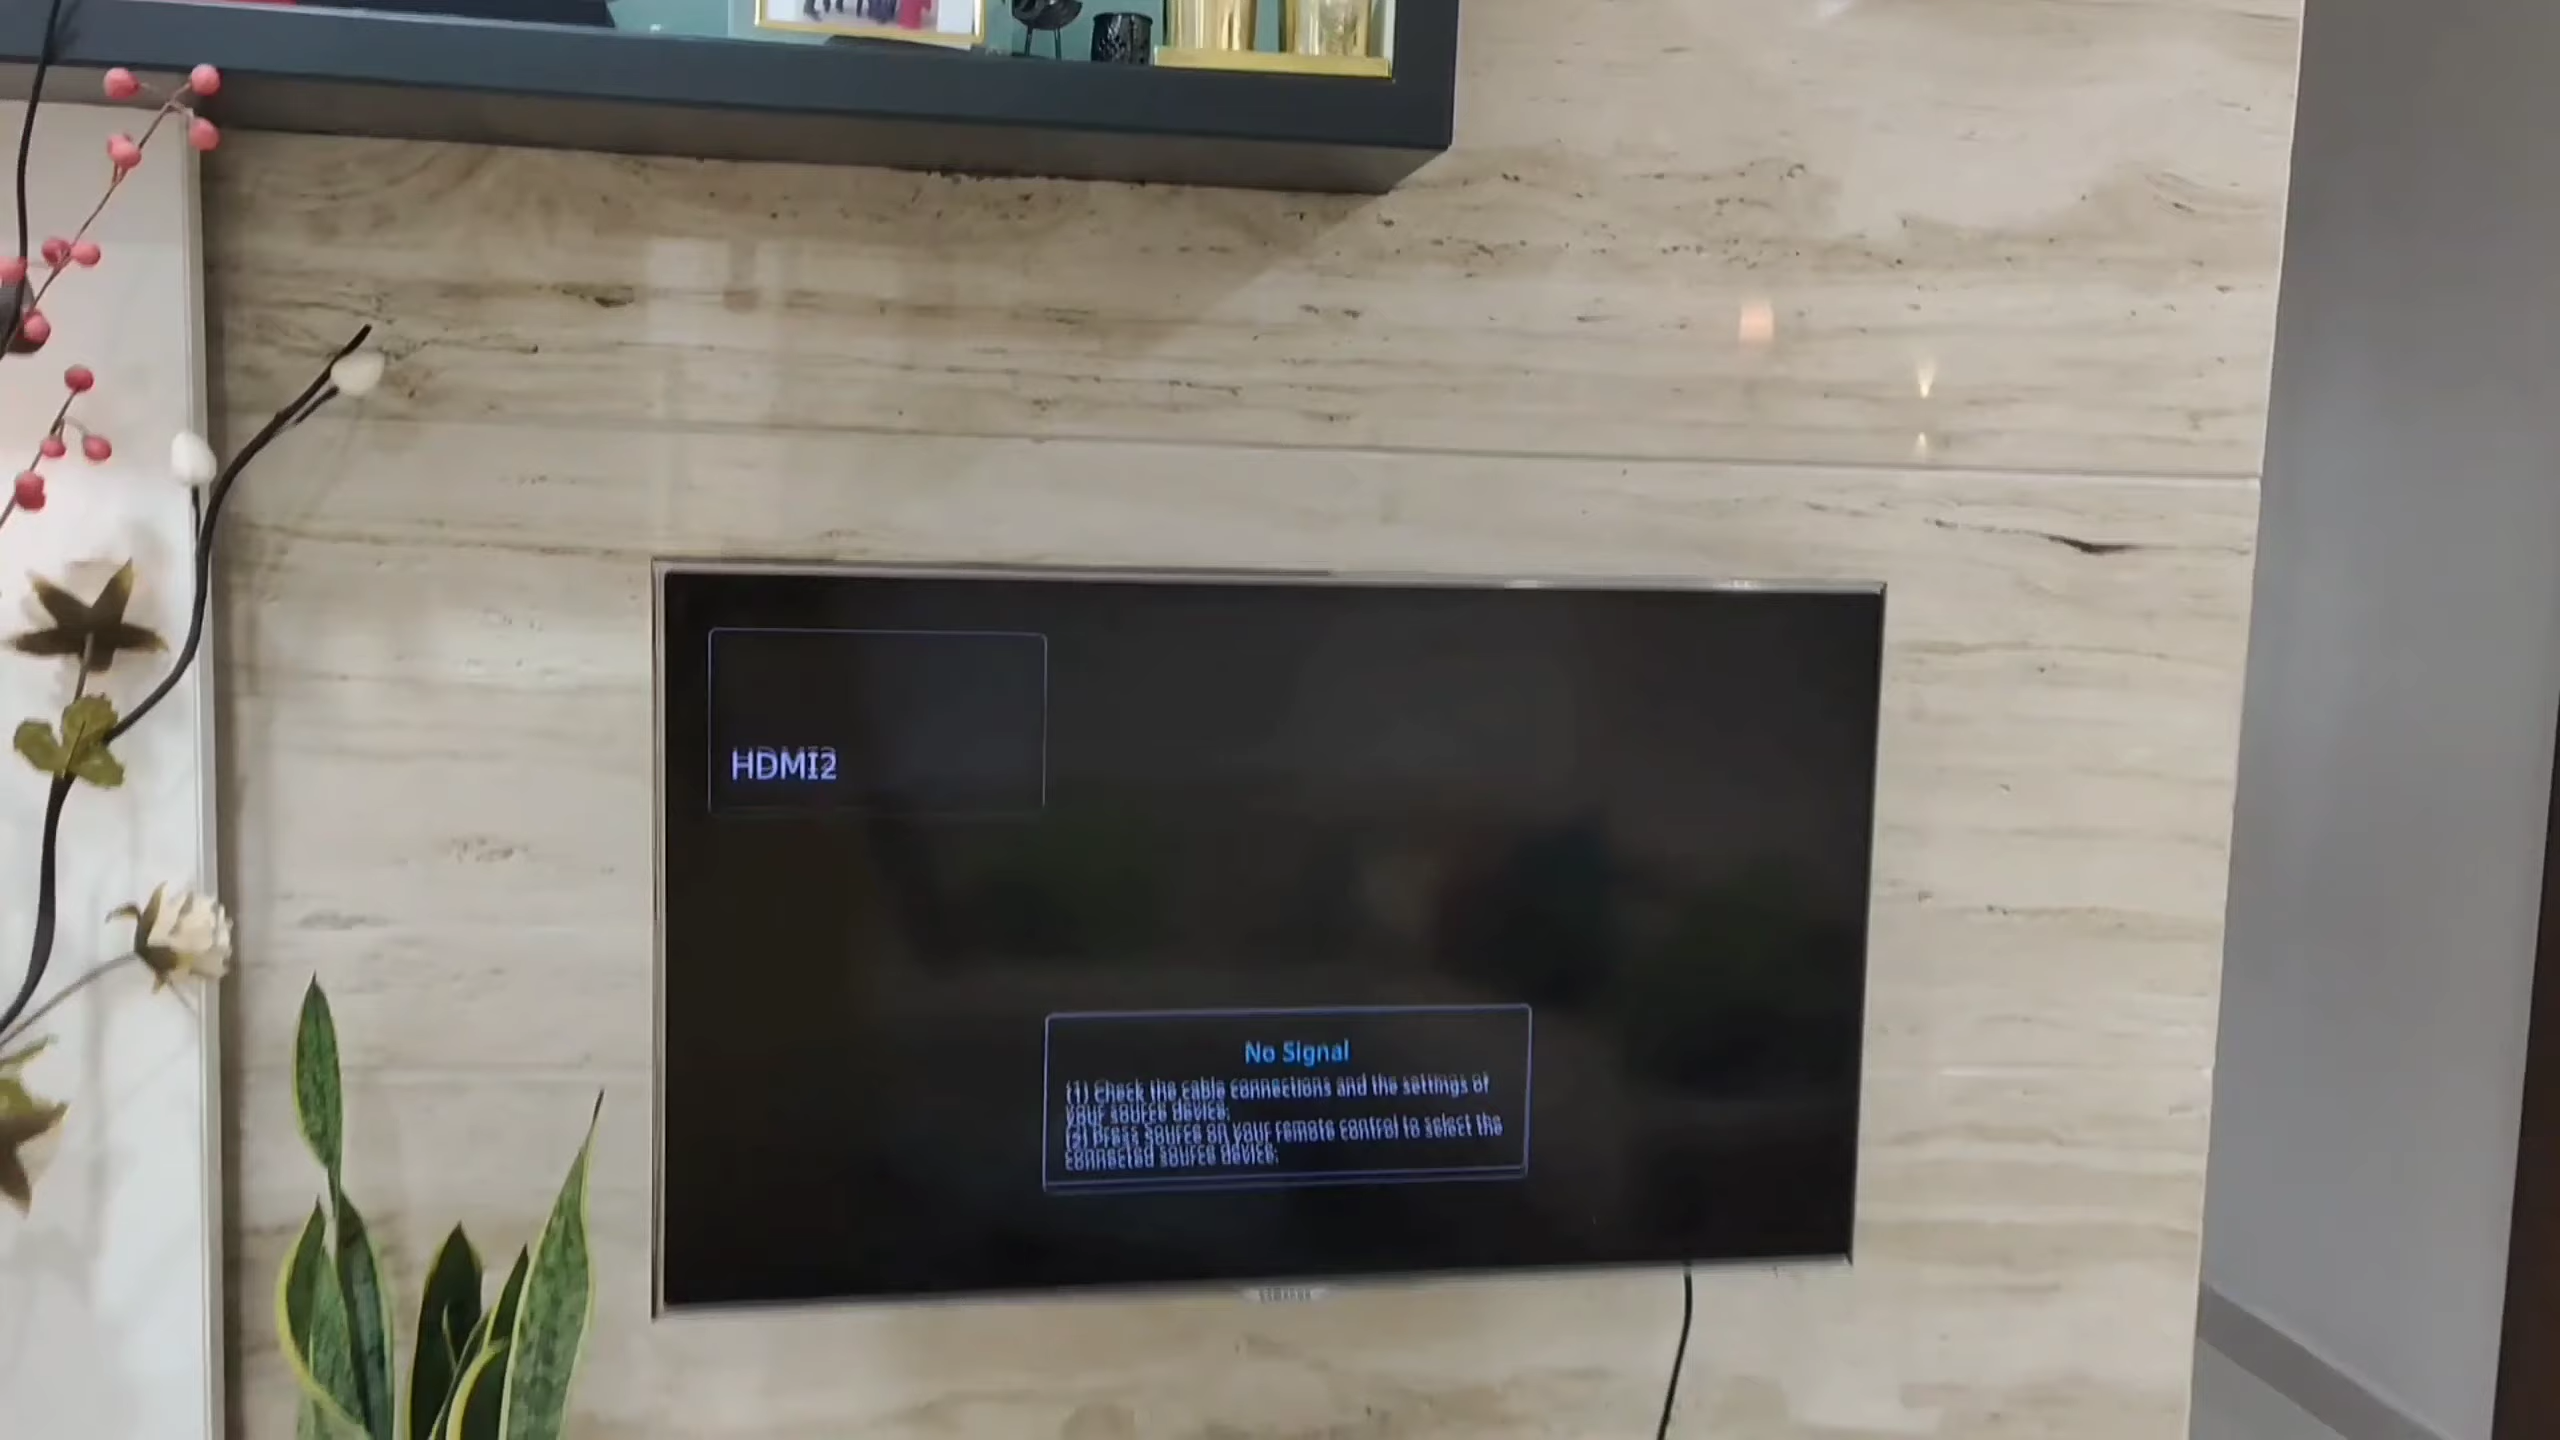 HDMI2
No Signal
(1) Check the cable connections and the settings of
your source device.
(2) Press Source on your remote control to select the
connected source device.